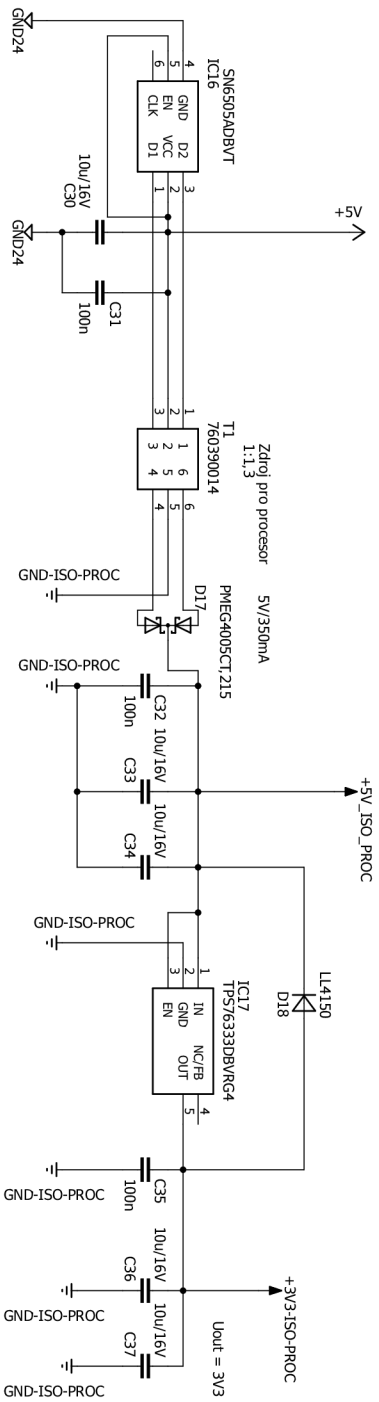 GND24
SN6505ADBVT
IC16
4
5
6
GND
EN
CLK
D2
VCC
D1
3
2
1
+5V
10u/16V
C30
GND24
C31
100n
Zdroj pro procesor
1:1,3
T1
760390014
1
2
3
1
2
3
6
5
4
6
5
4
GND-ISO-PROC
5V/350mA
PMEG4005CT,215
D17
GND-ISO-PROC
C32
100n
10u/16V
C33
10u/16V
C34
+5V_ISO_PROC
GND-ISO-PROC
LL4150
D18
IC17
TPS76333DBVRG4
1
2
3
IN
GND
EN
NC/FB
OUT
4
5
C35
100n
GND-ISO-PROC
10u/16V
C36
GND-ISO-PROC
10u/16V
C37
GND-ISO-PROC
+3V3-ISO-PROC
Uout = 3V3